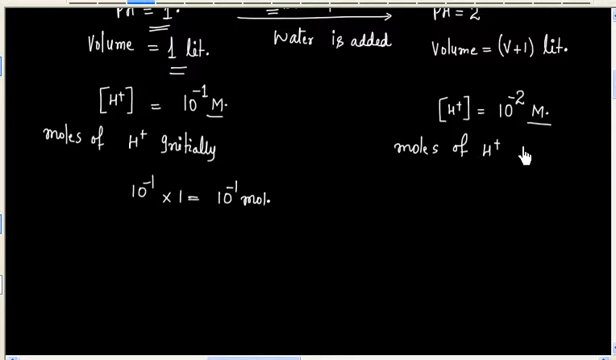 PH = 1.
PH = 2
Water is added
Volume = 1 lit.
Volume = (V+1) lit.
[H⁺] = 10⁻¹ M.
[H⁺] = 10⁻² M.
moles of H⁺ Initially
moles of H⁺
10⁻¹ × 1 = 10⁻¹ mol.